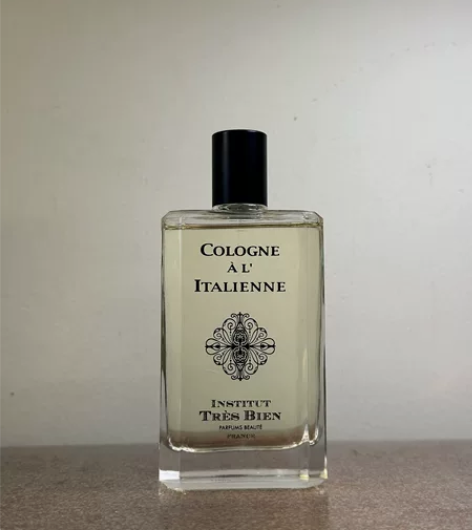 COLOGNE
À L'
ITALIENNE
INSTITUT
TRÈS BIEN
PARFUMS BEAUTÉ